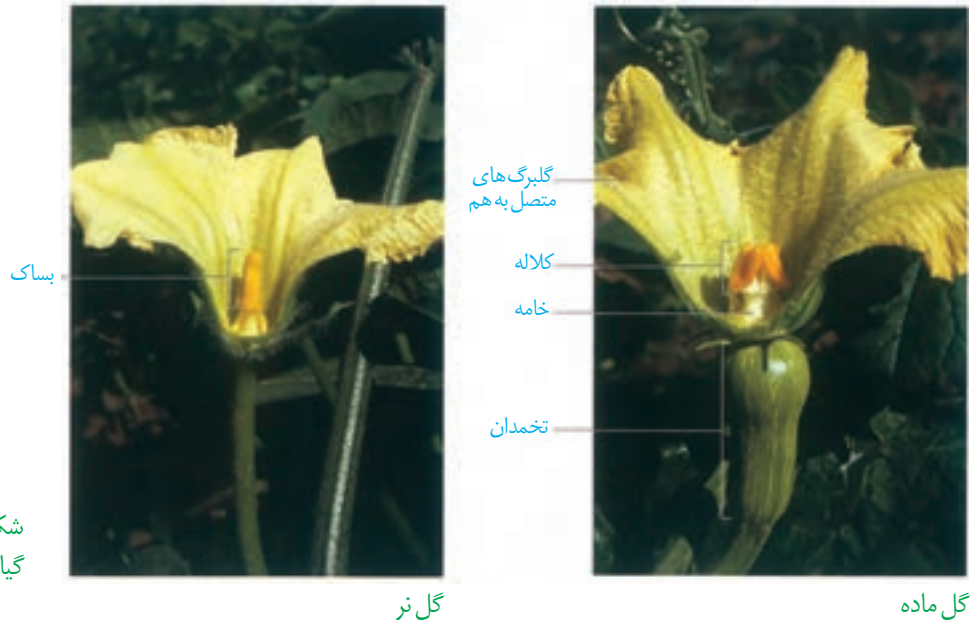 گلبرگ‌های
متصل به هم
کلاله
خامه
تخمدان
گل ماده
بساک
گل نر